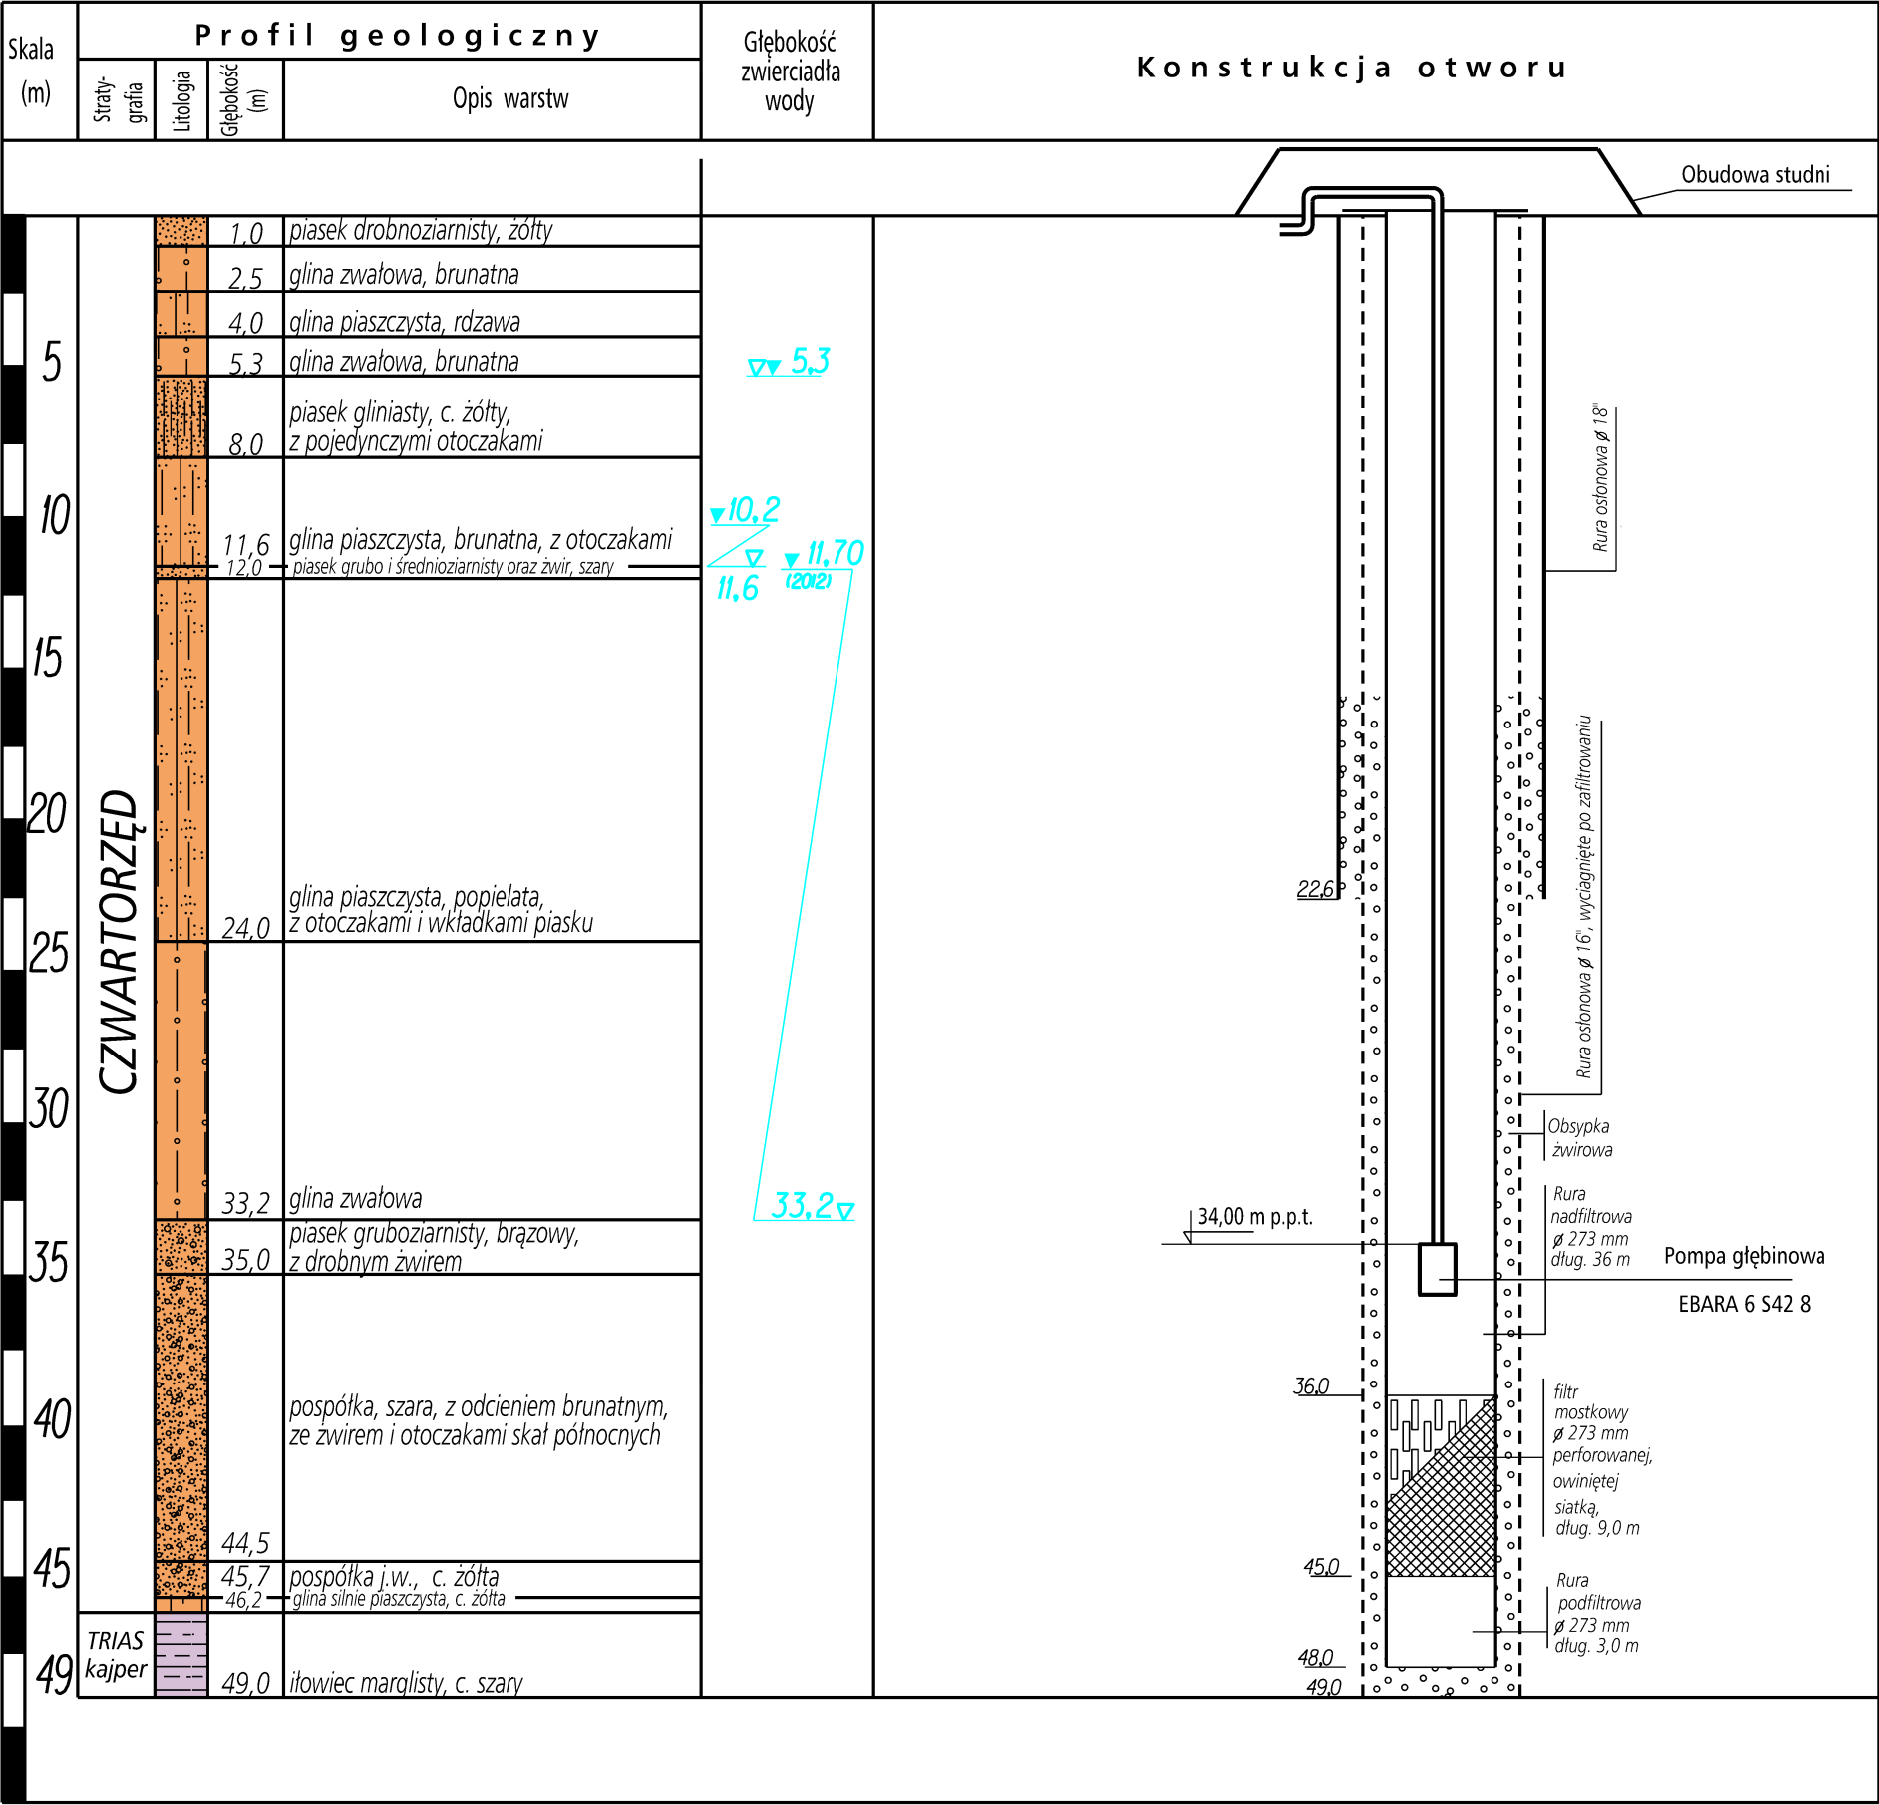 Skala
(m)
Profil geologiczny
Straty-
grafia
Litologia
Głębokość
(m)
Opis warstw
Głębokość
zwierciadła
wody
Konstrukcja otworu
Obudowa studni
1,0 piasek drobnoziarnisty, żółty
2,5 glina zwałowa, brunatna
4,0 glina piaszczysta, rdzawa
5,3 glina zwałowa, brunatna
piasek gliniasty, c. żółty,
8,0 z pojedynczymi otoczakami
11,6 glina piaszczysta, brunatna, z otoczakami
12,0 piasek grubo i średnioziarnisty oraz żwir, szary
glina piaszczysta, popielata,
24,0 z otoczakami i wkładkami piasku
33,2 glina zwałowa
piasek gruboziarnisty, brązowy,
35,0 z drobnym żwirem
pospółka, szara, z odcieniem brunatnym,
ze żwirem i otoczakami skał północnych
44,5
45,7 pospółka j.w., c. żółta
46,2 glina silnie piaszczysta, c. żółta
49,0 iłowiec marglisty, c. szary
5
10
15
20
25
30
35
40
45
49
CZWARTORZĘD
TRIAS
kajper
5,3
10,2
11,70
(2012)
11,6
33,2
Rura osłonowa ø 18"
Rura osłonowa ø 16", wyciagnięte po zafiltrowaniu
22,6
Obsypka
żwirowa
Rura
nadfiltrowa
ø 273 mm
dług. 36 m
34,00 m p.p.t.
Pompa głębinowa
EBARA 6 S42 8
36,0
filtr
mostkowy
ø 273 mm
perforowanej,
owiniętej
siatką,
dług. 9,0 m
45,0
Rura
podfiltrowa
ø 273 mm
dług. 3,0 m
48,0
49,0